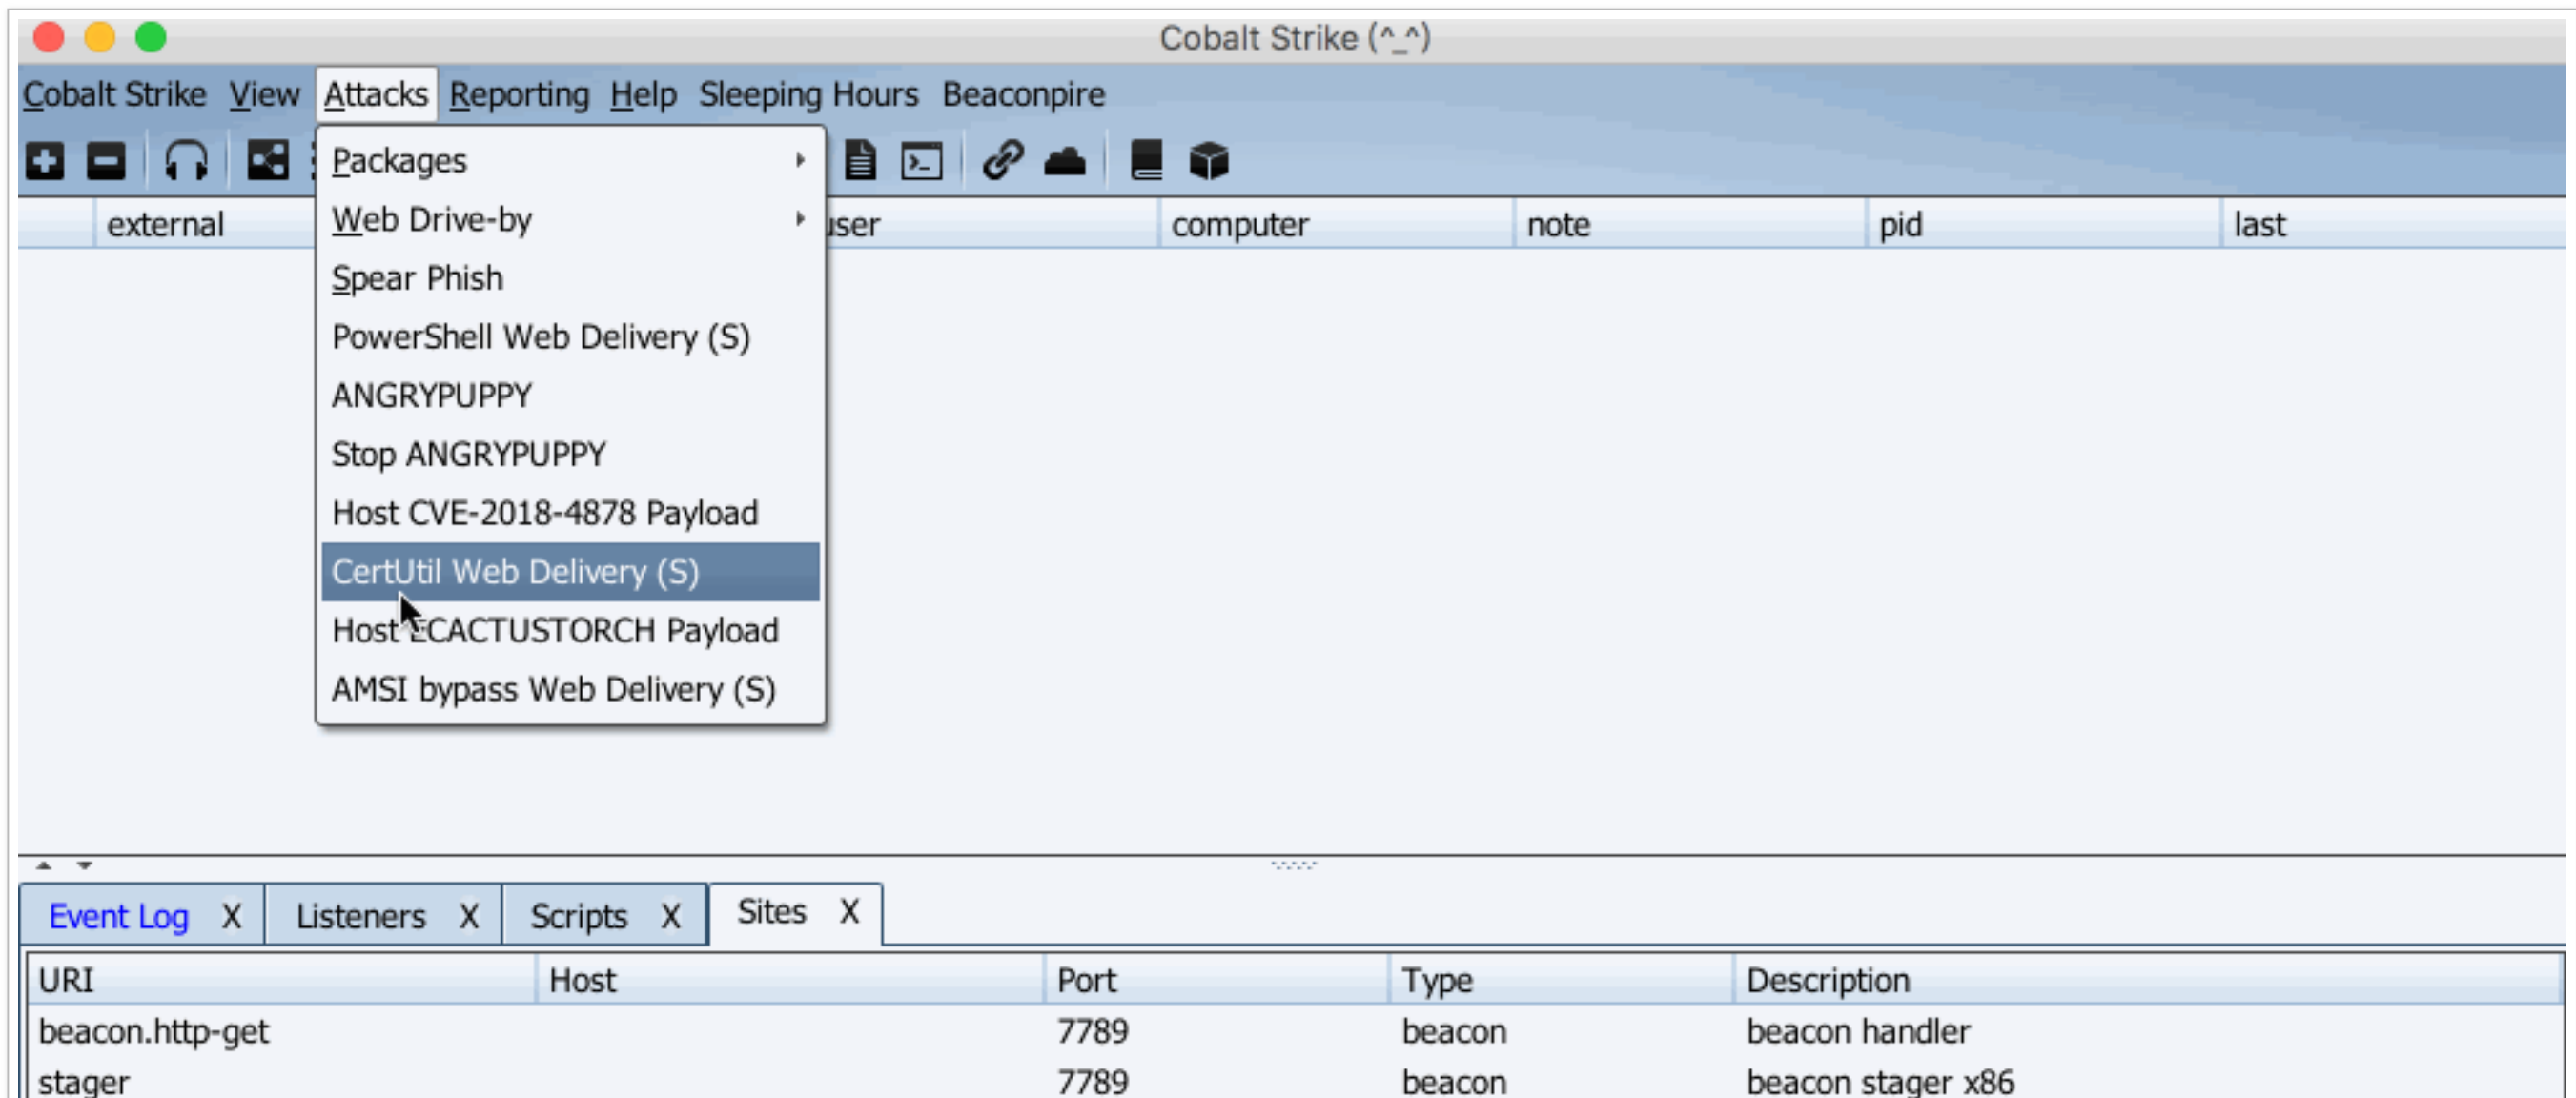 Cobalt Strike (^_^)
Cobalt Strike View Attacks Reporting Help Sleeping Hours Beaconpire
Packages
Web Drive-by
Spear Phish
PowerShell Web Delivery (S)
ANGRYPUPPY
Stop ANGRYPUPPY
Host CVE-2018-4878 Payload
CertUtil Web Delivery (S)
Host CACTUSTORCH Payload
AMSI bypass Web Delivery (S)
external user computer note pid last
Event Log X Listeners X Scripts X Sites X
URI Host Port Type Description
beacon.http-get 7789 beacon beacon handler
stager 7789 beacon beacon stager x86